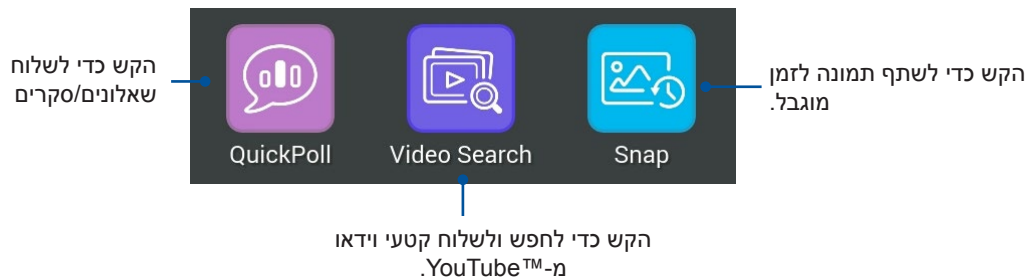 הקש כדי לשלוח
שאלונים/סקרים
QuickPoll
Video Search
Snap
הקש כדי לשתף תמונה לזמן
מוגבל.
הקש כדי לחפש ולשלוח קטעי וידאו
מ-YouTube™.